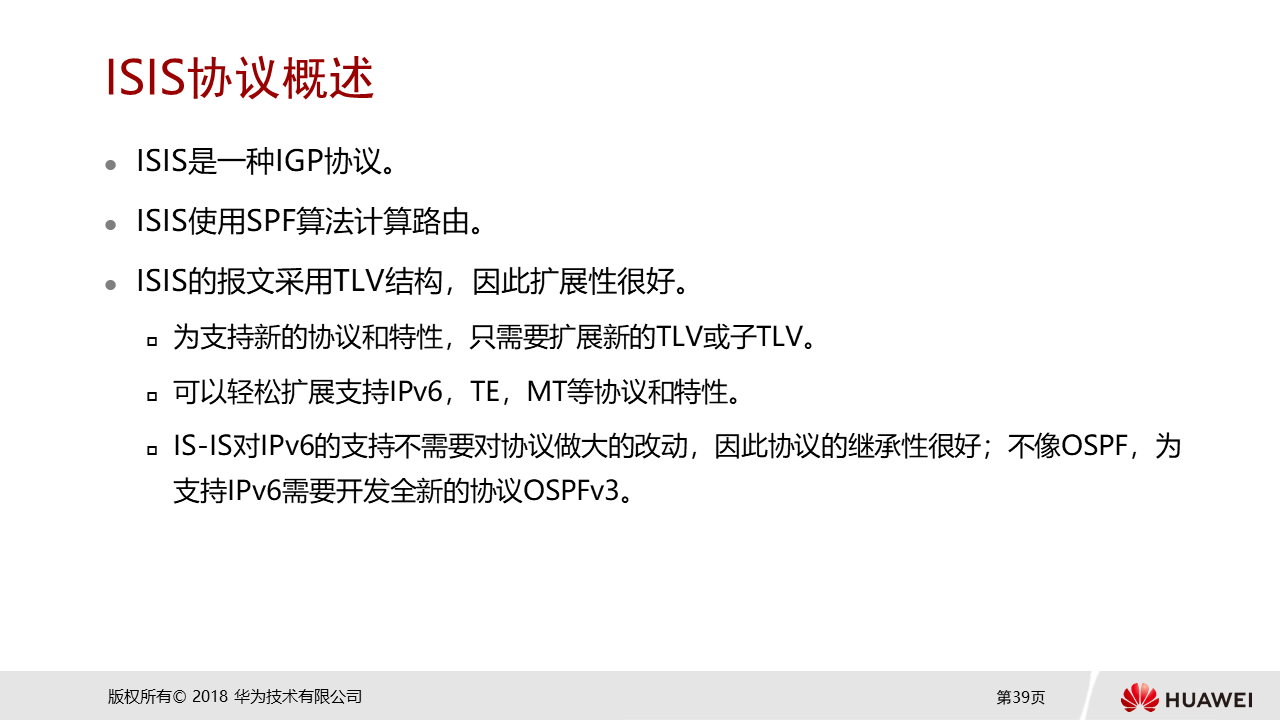 ISIS协议概述
ISIS是一种IGP协议。
ISIS使用SPF算法计算路由。
ISIS的报文采用TLV结构，因此扩展性很好。
为支持新的协议和特性，只需要扩展新的TLV或子TLV。
可以轻松扩展支持IPv6，TE，MT等协议和特性。
IS-IS对IPv6的支持不需要对协议做大的改动，因此协议的继承性很好；不像OSPF，为
支持IPv6需要开发全新的协议OSPFv3。
版权所有© 2018 华为技术有限公司
第39页
HUAWEI